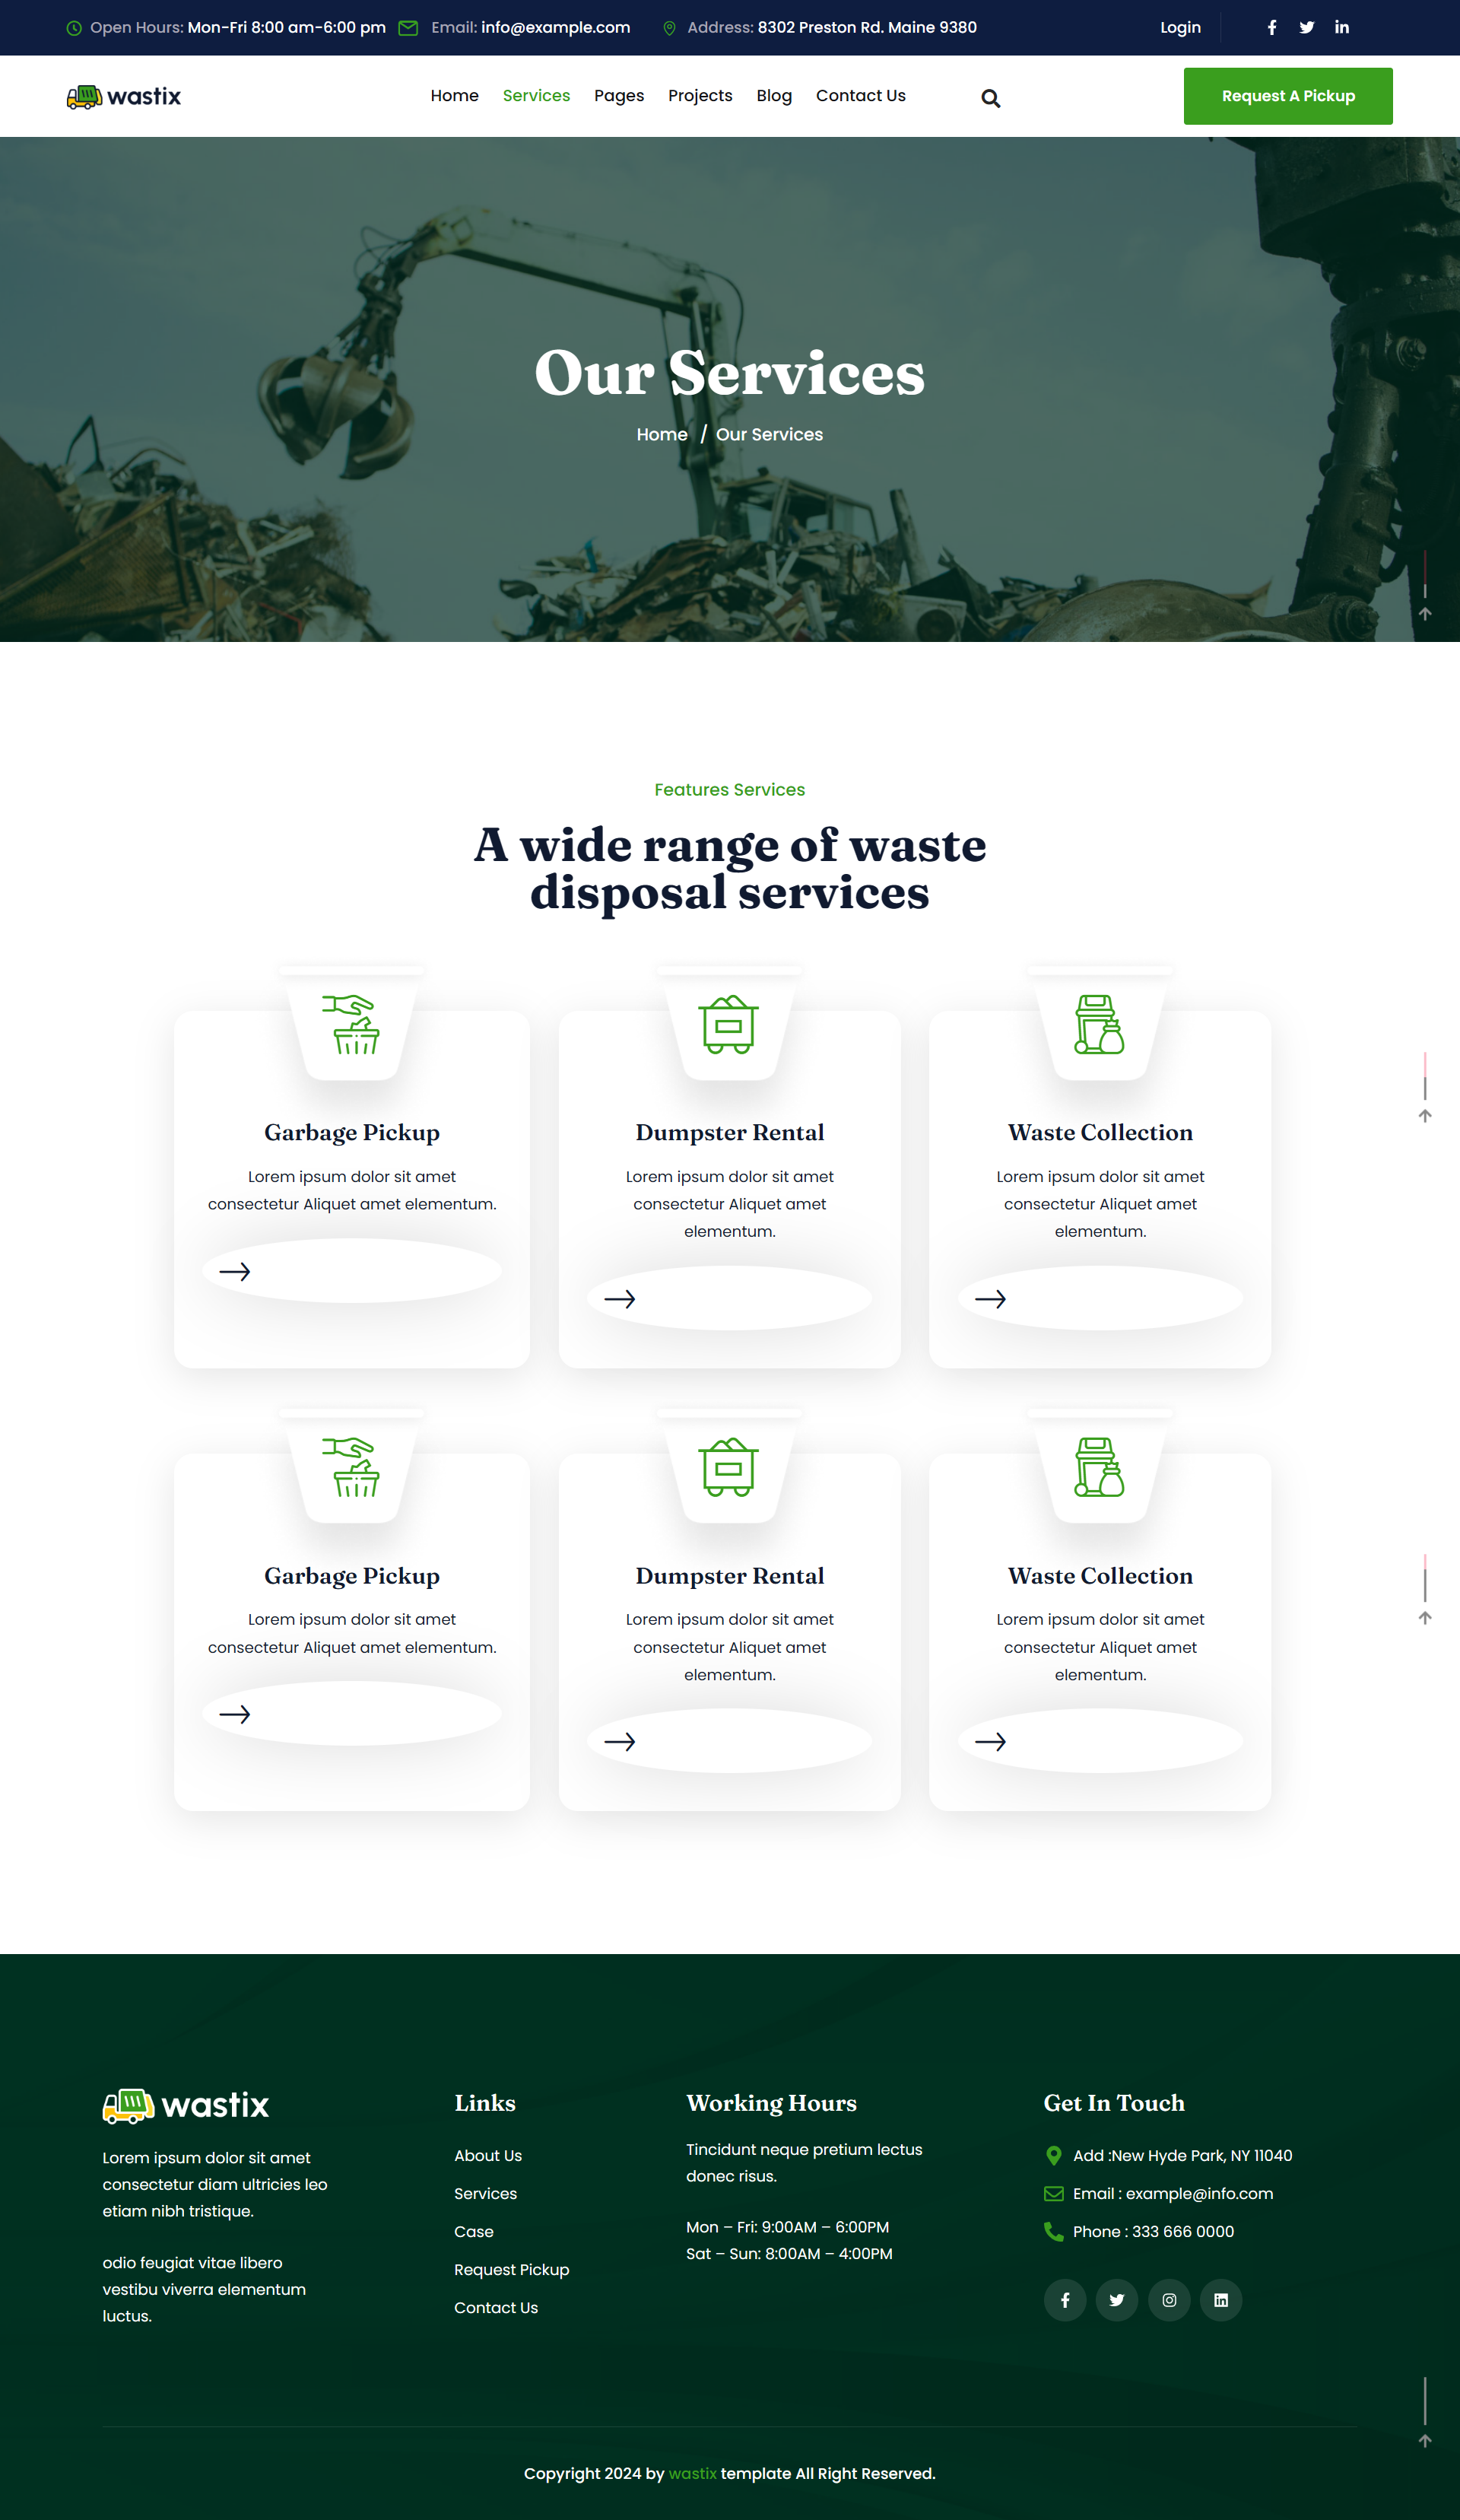 Open Hours: Mon-Fri 8:00 am-6:00 pm Email: info@example.com Address: 8302 Preston Rd. Maine 9380 Login
wastix Home Services Pages Projects Blog Contact Us Request A Pickup
Our Services
Home / Our Services
Features Services
A wide range of waste
disposal services
Garbage Pickup
Lorem ipsum dolor sit amet
consectetur Aliquet amet elementum.
Dumpster Rental
Lorem ipsum dolor sit amet
consectetur Aliquet amet
elementum.
Waste Collection
Lorem ipsum dolor sit amet
consectetur Aliquet amet
elementum.
Garbage Pickup
Lorem ipsum dolor sit amet
consectetur Aliquet amet elementum.
Dumpster Rental
Lorem ipsum dolor sit amet
consectetur Aliquet amet
elementum.
Waste Collection
Lorem ipsum dolor sit amet
consectetur Aliquet amet
elementum.
wastix
Lorem ipsum dolor sit amet
consectetur diam ultricies leo
etiam nibh tristique.
odio feugiat vitae libero
vestibu viverra elementum
luctus.
Links
About Us
Services
Case
Request Pickup
Contact Us
Working Hours
Tincidunt neque pretium lectus
donec risus.
Mon – Fri: 9:00AM – 6:00PM
Sat – Sun: 8:00AM – 4:00PM
Get In Touch
Add :New Hyde Park, NY 11040
Email : example@info.com
Phone : 333 666 0000
Copyright 2024 by wastix template All Right Reserved.